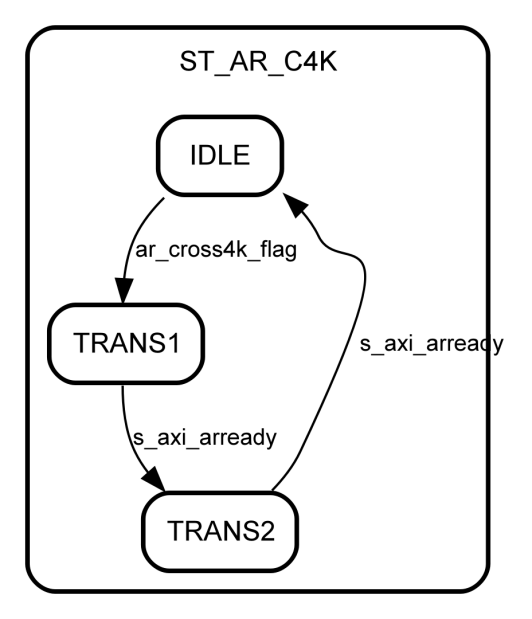 ST_AR_C4K
IDLE
ar_cross4k_flag
TRANS1
s_axi_arready
s_axi_arready
TRANS2